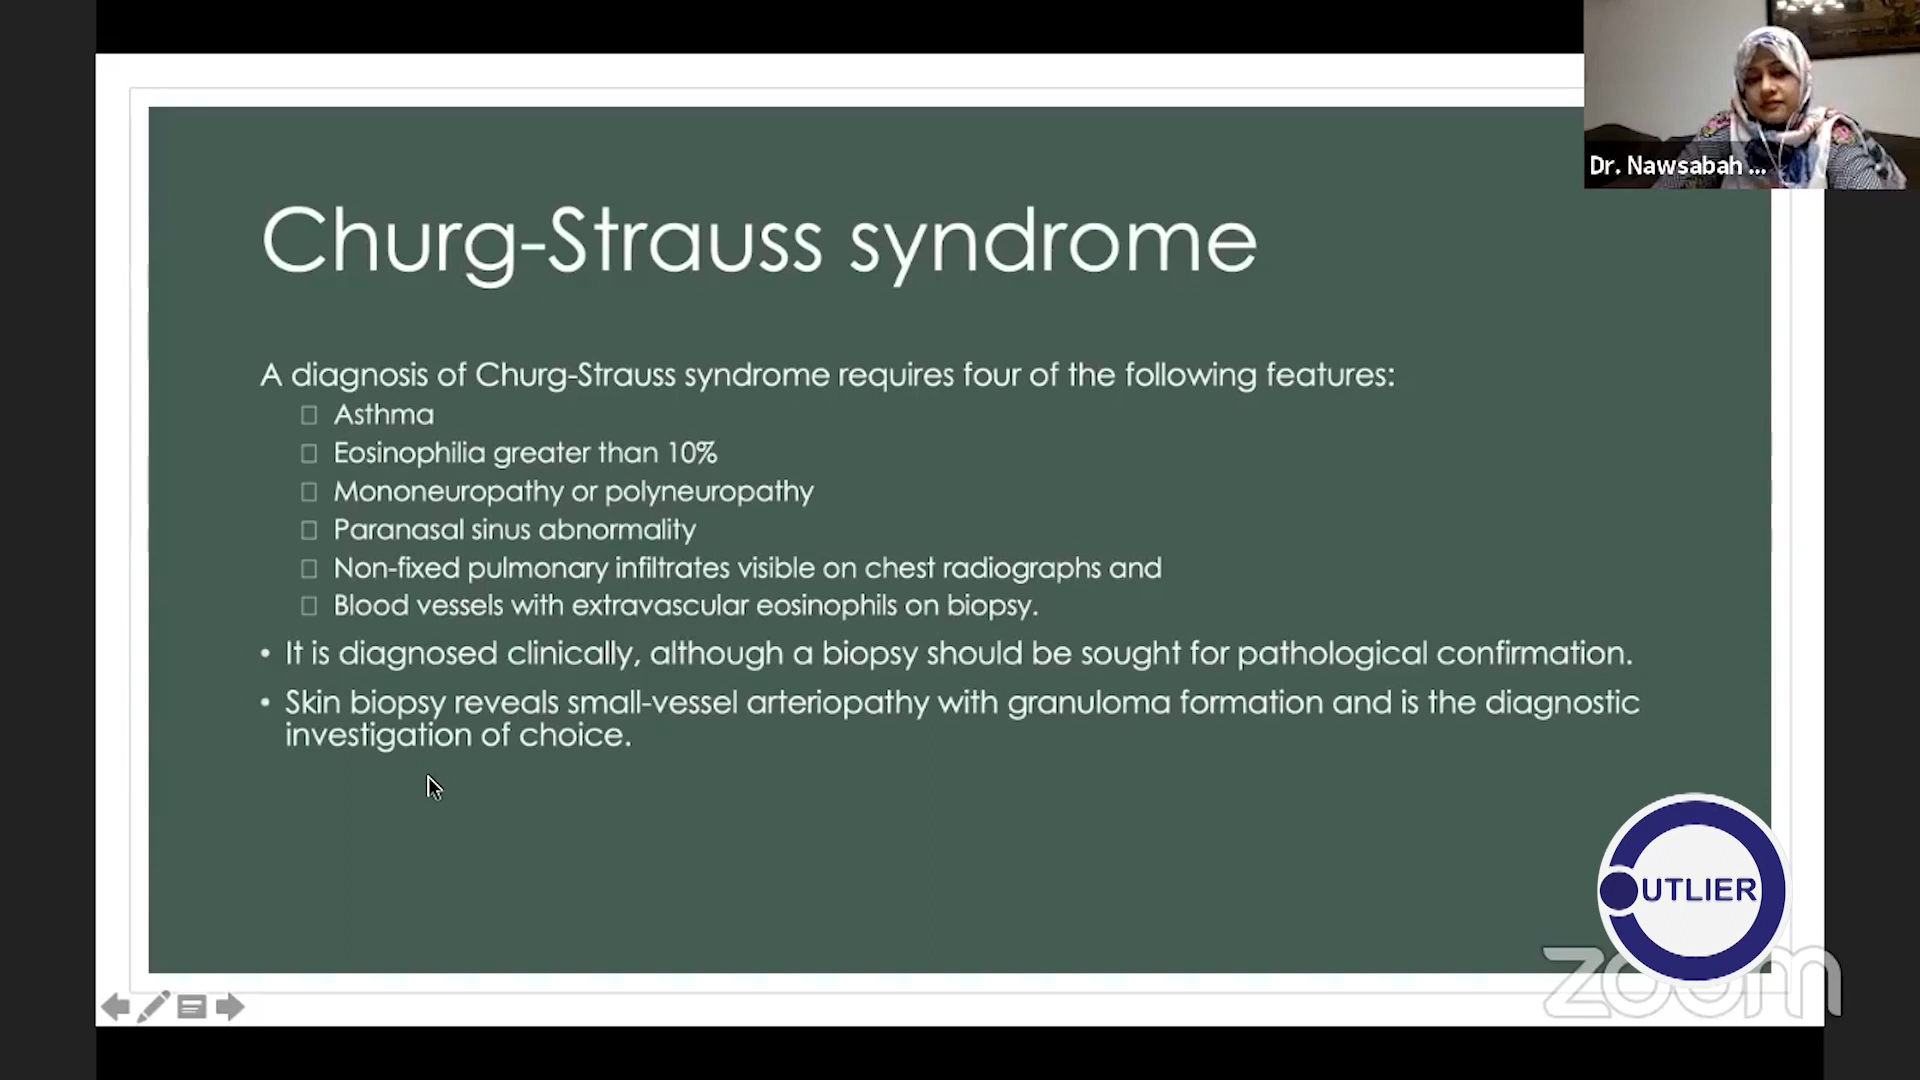 Dr. Nawsabah ...
Churg-Strauss syndrome
A diagnosis of Churg-Strauss syndrome requires four of the following features:
Asthma
Eosinophilia greater than 10%
Mononeuropathy or polyneuropathy
Paranasal sinus abnormality
Non-fixed pulmonary infiltrates visible on chest radiographs and
Blood vessels with extravascular eosinophils on biopsy.
• It is diagnosed clinically, although a biopsy should be sought for pathological confirmation.
• Skin biopsy reveals small-vessel arteriopathy with granuloma formation and is the diagnostic
investigation of choice.
OUTLIER
zoom